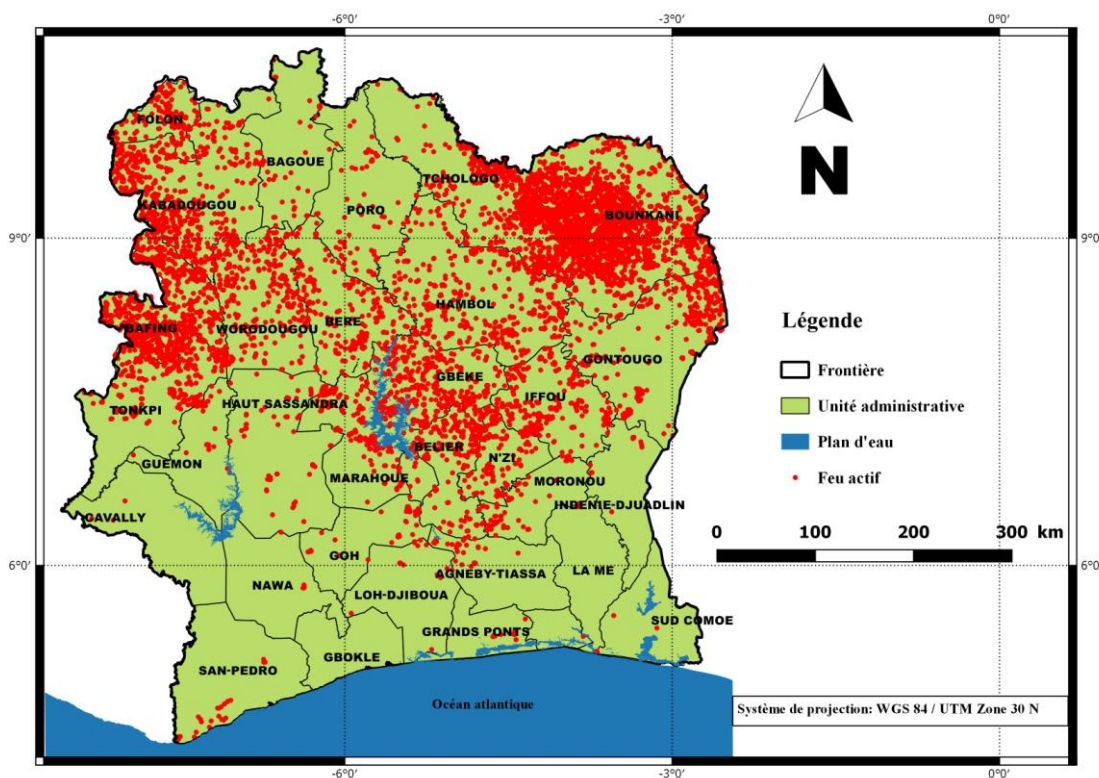 -6°0'
-3°0'
0°0'
FOLON
BAGOUE
TCHOLOGO
KABADOUGOU
PORO
BOUNKANI
N
9°0'
9°0'
HAMBOL
BAFING
WORODOUGOU
BERE
GONTOUGO
GBEKE
IFFOU
TONKPI
HAUT SASSANDRA
BELIER
N'ZI
GUEMON
MARAHOUE
MORONOU
INDENIE-DJUADLIN
CAVALLY
GOH
AGNEBY-TIASSA
LA ME
NAWA
LOH-DJIBOUA
GRANDS PONTS
SUD COMOE
SAN-PEDRO
GBOKLE
Océan atlantique
Légende
Frontière
Unité administrative
Plan d'eau
Feu actif
0 100 200 300 km
6°0'
6°0'
Système de projection: WGS 84 / UTM Zone 30 N
-6°0'
-3°0'
0°0'